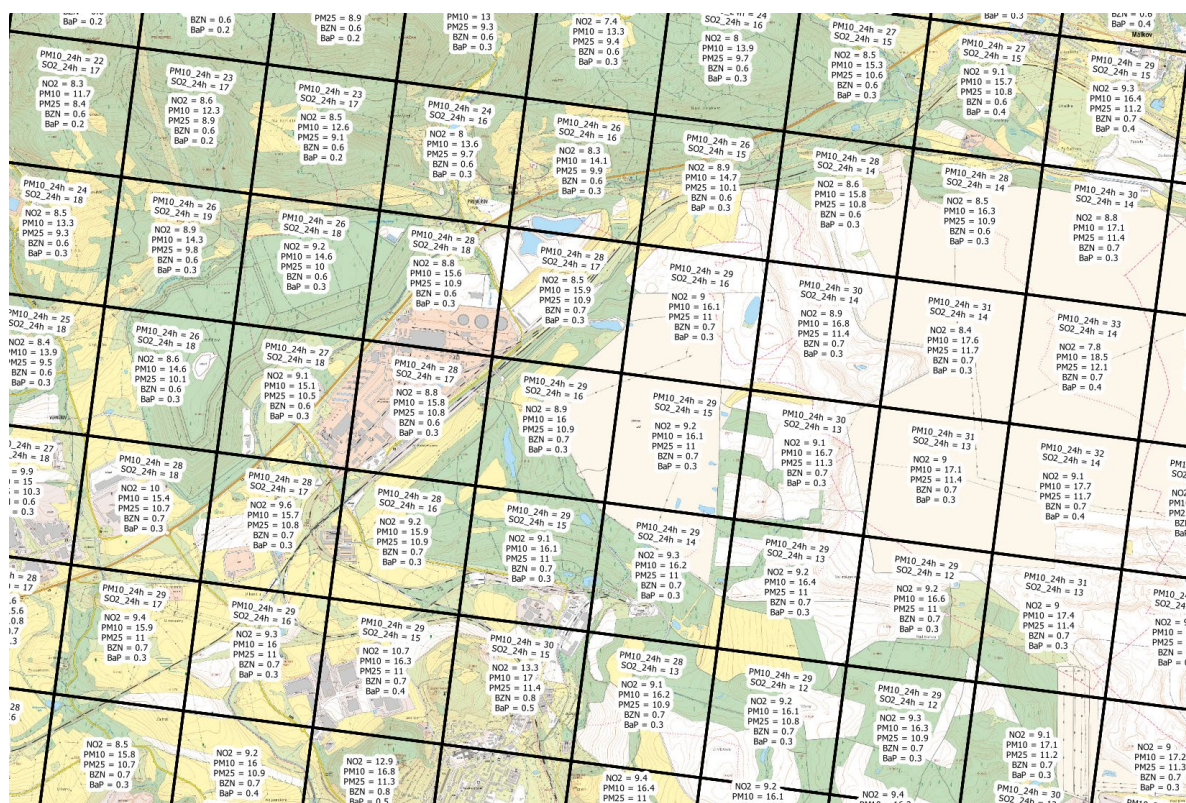 BaP = 0.2
BZN = 0.6
BaP = 0.2
PM25 = 8.9
BZN = 0.6
BaP = 0.2
PM10 = 13
PM25 = 9.3
BZN = 0.6
BaP = 0.3
NO2 = 7.4
PM10 = 13.3
PM25 = 9.4
BZN = 0.6
BaP = 0.3
SO2_24h = 16
NO2 = 8
PM10 = 13.9
PM25 = 9.7
BZN = 0.6
BaP = 0.3
PM10_24h = 27
SO2_24h = 15
NO2 = 8.5
PM10 = 15.3
PM25 = 10.6
BZN = 0.6
BaP = 0.3
BaP = 0.3
BZN = 0.6
BaP = 0.4
Málkov
PM10_24h = 22
SO2_24h = 17
NO2 = 8.3
PM10 = 11.7
PM25 = 8.4
BZN = 0.6
BaP = 0.2
PM10_24h = 23
SO2_24h = 17
NO2 = 8.6
PM10 = 12.3
PM25 = 8.9
BZN = 0.6
BaP = 0.2
PM10_24h = 23
SO2_24h = 17
NO2 = 8.5
PM10 = 12.6
PM25 = 9.1
BZN = 0.6
BaP = 0.2
PM10_24h = 24
SO2_24h = 16
NO2 = 8
PM10 = 13.6
PM25 = 9.7
BZN = 0.6
BaP = 0.3
PM10_24h = 26
SO2_24h = 16
NO2 = 8.3
PM10 = 14.1
PM25 = 9.9
BZN = 0.6
BaP = 0.3
PM10_24h = 26
SO2_24h = 15
NO2 = 8.9
PM10 = 14.7
PM25 = 10.1
BZN = 0.6
BaP = 0.3
PM10_24h = 28
SO2_24h = 14
NO2 = 8.6
PM10 = 15.8
PM25 = 10.8
BZN = 0.6
BaP = 0.3
PM10_24h = 27
SO2_24h = 15
NO2 = 9.1
PM10 = 15.7
PM25 = 10.8
BZN = 0.6
BaP = 0.4
PM10_24h = 29
SO2_24h = 15
NO2 = 9.3
PM10 = 16.4
PM25 = 11.2
BZN = 0.7
BaP = 0.4
PM10_24h = 24
SO2_24h = 18
NO2 = 8.5
PM10 = 13.3
PM25 = 9.3
BZN = 0.6
BaP = 0.3
PM10_24h = 26
SO2_24h = 19
NO2 = 8.9
PM10 = 14.3
PM25 = 9.8
BZN = 0.6
BaP = 0.3
PM10_24h = 26
SO2_24h = 18
NO2 = 9.2
PM10 = 14.6
PM25 = 10
BZN = 0.6
BaP = 0.3
PM10_24h = 28
SO2_24h = 18
NO2 = 8.8
PM10 = 15.6
PM25 = 10.9
BZN = 0.6
BaP = 0.3
PM10_24h = 28
SO2_24h = 17
NO2 = 8.5
PM10 = 15.9
PM25 = 10.9
BZN = 0.7
BaP = 0.3
PM10_24h = 29
SO2_24h = 16
NO2 = 9
PM10 = 16.1
PM25 = 11
BZN = 0.7
BaP = 0.3
PM10_24h = 30
SO2_24h = 14
NO2 = 8.9
PM10 = 16.8
PM25 = 11.4
BZN = 0.7
BaP = 0.3
PM10_24h = 28
SO2_24h = 14
NO2 = 8.5
PM10 = 16.3
PM25 = 10.9
BZN = 0.6
BaP = 0.3
PM10_24h = 30
SO2_24h = 14
NO2 = 8.8
PM10 = 17.1
PM25 = 11.4
BZN = 0.7
BaP = 0.3
PM10_24h = 25
SO2_24h = 18
NO2 = 8.4
PM10 = 13.9
PM25 = 9.5
BZN = 0.6
BaP = 0.3
PM10_24h = 26
SO2_24h = 18
NO2 = 8.6
PM10 = 14.6
PM25 = 10.1
BZN = 0.6
BaP = 0.3
PM10_24h = 27
SO2_24h = 18
NO2 = 9.1
PM10 = 15.1
PM25 = 10.5
BZN = 0.6
BaP = 0.3
PM10_24h = 28
SO2_24h = 17
NO2 = 8.8
PM10 = 15.8
PM25 = 10.8
BZN = 0.6
BaP = 0.3
PM10_24h = 29
SO2_24h = 16
NO2 = 8.9
PM10 = 16
PM25 = 10.9
BZN = 0.7
BaP = 0.3
PM10_24h = 29
SO2_24h = 15
NO2 = 9.2
PM10 = 16.1
PM25 = 11
BZN = 0.7
BaP = 0.3
PM10_24h = 30
SO2_24h = 13
NO2 = 9.1
PM10 = 16.7
PM25 = 11.3
BZN = 0.7
BaP = 0.3
PM10_24h = 31
SO2_24h = 14
NO2 = 8.4
PM10 = 17.6
PM25 = 11.7
BZN = 0.7
BaP = 0.3
PM10_24h = 33
SO2_24h = 14
NO2 = 7.8
PM10 = 18.5
PM25 = 12.1
BZN = 0.7
BaP = 0.4
24h = 27
24h = 18
= 9.9
= 15
= 10.3
= 0.6
= 0.3
PM10_24h = 28
SO2_24h = 18
NO2 = 10
PM10 = 15.4
PM25 = 10.7
BZN = 0.7
BaP = 0.3
PM10_24h = 28
SO2_24h = 17
NO2 = 9.6
PM10 = 15.7
PM25 = 10.8
BZN = 0.7
BaP = 0.3
PM10_24h = 28
SO2_24h = 16
NO2 = 9.2
PM10 = 15.9
PM25 = 10.9
BZN = 0.7
BaP = 0.3
PM10_24h = 29
SO2_24h = 15
NO2 = 9.1
PM10 = 16.1
PM25 = 11
BZN = 0.7
BaP = 0.3
PM10_24h = 29
SO2_24h = 14
NO2 = 9.3
PM10 = 16.2
PM25 = 11
BZN = 0.7
BaP = 0.3
PM10_24h = 29
SO2_24h = 13
NO2 = 9.2
PM10 = 16.4
PM25 = 11
BZN = 0.7
BaP = 0.3
PM10_24h = 31
SO2_24h = 13
NO2 = 9
PM10 = 17.1
PM25 = 11.4
BZN = 0.7
BaP = 0.3
PM10_24h = 32
SO2_24h = 14
NO2 = 9.1
PM10 = 17.7
PM25 = 11.7
BZN = 0.7
BaP = 0.4
= 28
= 17
PM10_24h = 29
SO2_24h = 17
NO2 = 9.4
PM10 = 15.9
PM25 = 11
BZN = 0.7
BaP = 0.3
PM10_24h = 29
SO2_24h = 16
NO2 = 9.3
PM10 = 16
PM25 = 11
BZN = 0.7
BaP = 0.3
PM10_24h = 29
SO2_24h = 15
NO2 = 10.7
PM10 = 16.3
PM25 = 11
BZN = 0.7
BaP = 0.4
PM10_24h = 30
SO2_24h = 15
NO2 = 13.3
PM10 = 17
PM25 = 11.4
BZN = 0.8
BaP = 0.5
PM10_24h = 28
SO2_24h = 13
NO2 = 9.1
PM10 = 16.2
PM25 = 10.9
BZN = 0.7
BaP = 0.3
PM10_24h = 29
SO2_24h = 12
NO2 = 9.2
PM10 = 16.1
PM25 = 10.8
BZN = 0.7
BaP = 0.3
PM10_24h = 29
SO2_24h = 12
NO2 = 9.2
PM10 = 16.6
PM25 = 11
BZN = 0.7
BaP = 0.3
PM10_24h = 31
SO2_24h = 13
NO2 = 9
PM10 = 17.4
PM25 = 11.4
BZN = 0.7
BaP = 0.3
NO2 = 8.5
PM10 = 15.8
PM25 = 10.7
BZN = 0.7
BaP = 0.3
NO2 = 9.2
PM10 = 16
PM25 = 10.9
BZN = 0.7
BaP = 0.4
NO2 = 12.9
PM10 = 16.8
PM25 = 11.3
BZN = 0.8
BaP = 0.5
NO2 = 9.4
PM10 = 16.4
PM25 = 11
NO2 = 9.2
PM10 = 16.1
PM10_24h = 29
SO2_24h = 12
NO2 = 9.3
PM10 = 16.3
PM25 = 10.9
BZN = 0.7
BaP = 0.3
NO2 = 9.4
NO2 = 9.1
PM10 = 17.1
PM25 = 11.2
BZN = 0.7
BaP = 0.3
PM10_24h = 30
NO2 = 9
PM10 = 17.2
PM25 = 11.3
BZN = 0.7
BaP = 0.3